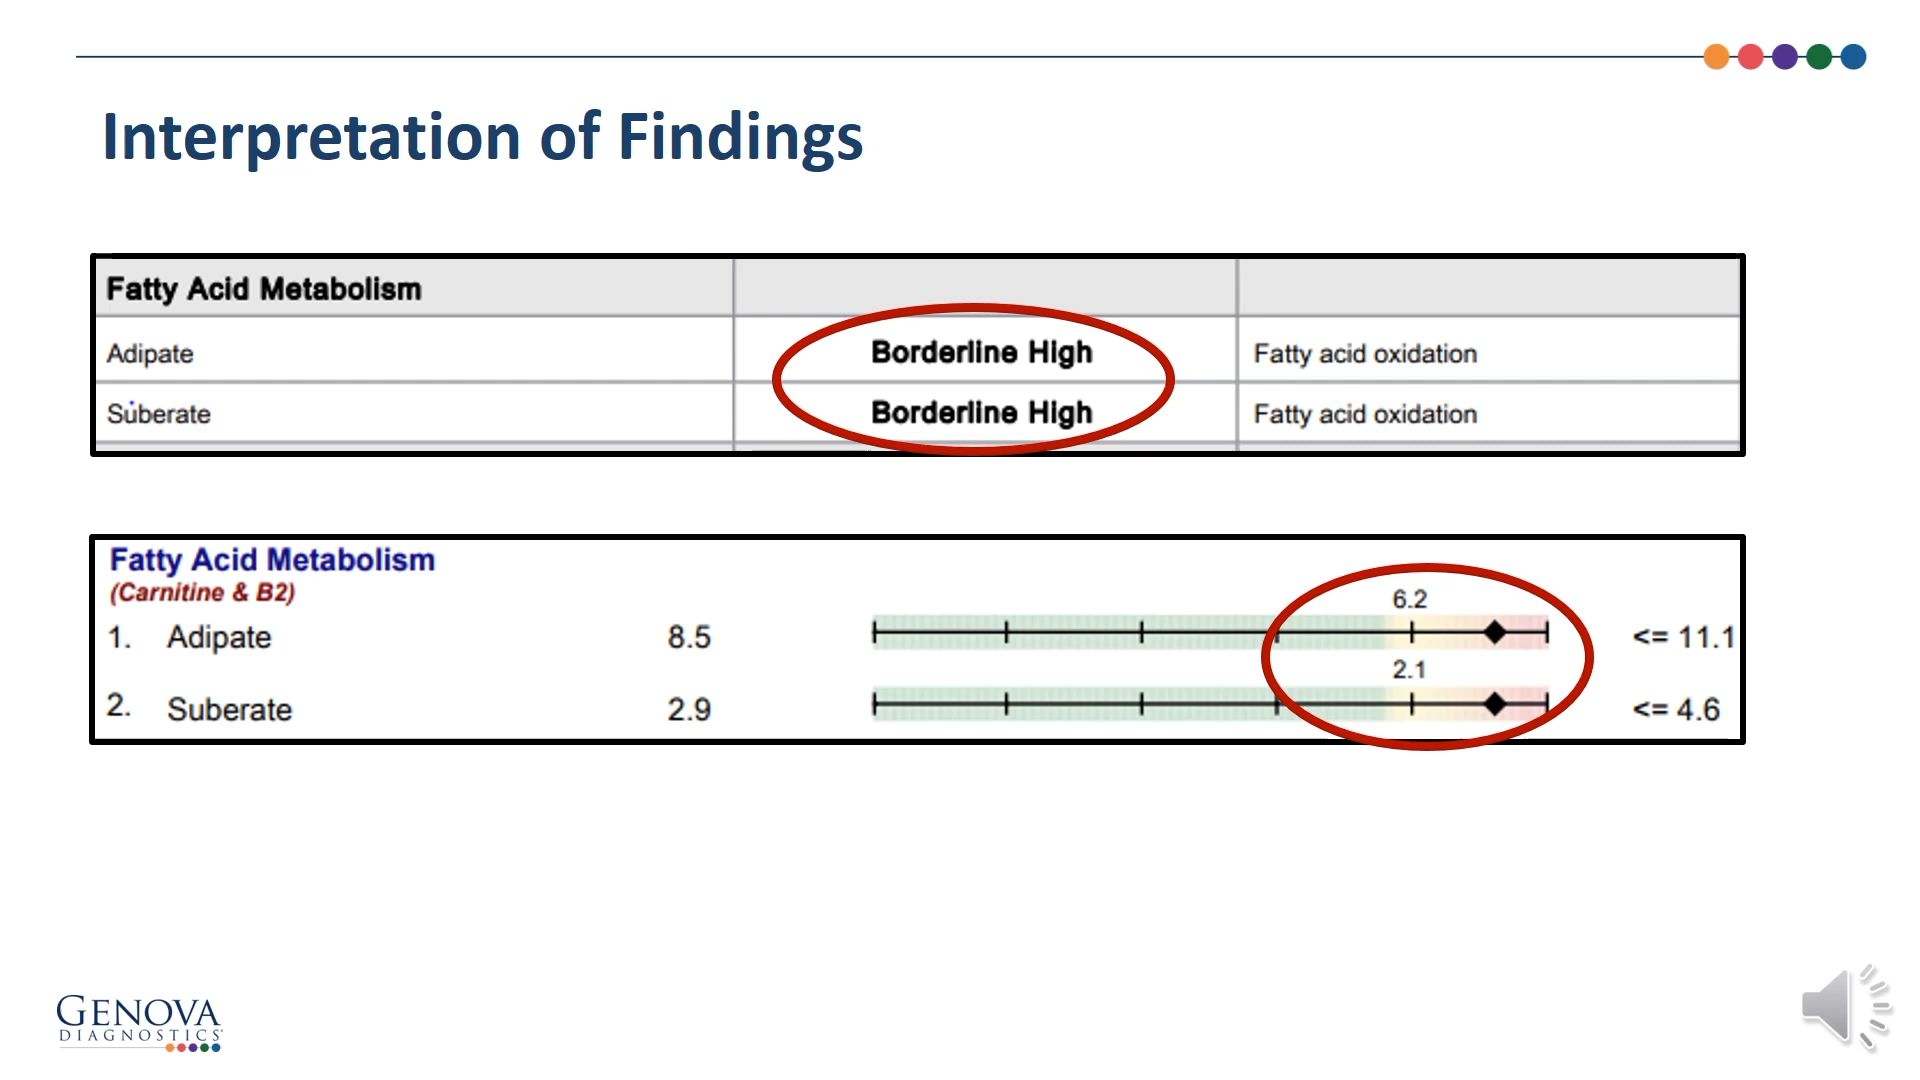 Interpretation of Findings
Fatty Acid Metabolism
Adipate Borderline High Fatty acid oxidation
Suberate Borderline High Fatty acid oxidation
Fatty Acid Metabolism
(Carnitine & B2)
6.2
1. Adipate 8.5 <= 11.1
2.1
2. Suberate 2.9 <= 4.6
GENOVA
DIAGNOSTICS